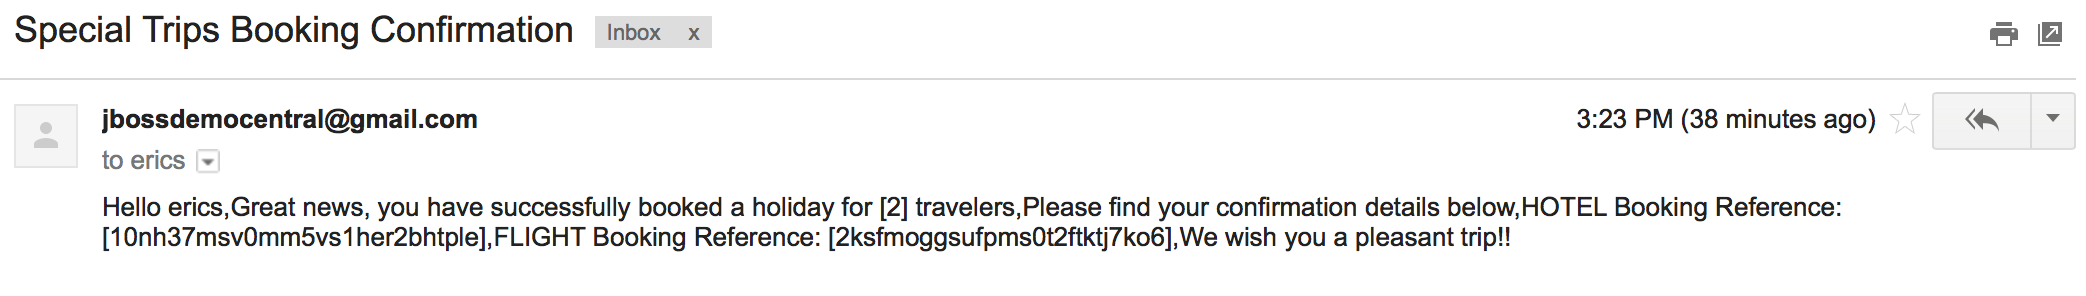 Special Trips Booking Confirmation Inbox x
jbossdemocentral@gmail.com 3:23 PM (38 minutes ago)
to erics
Hello erics,Great news, you have successfully booked a holiday for [2] travelers,Please find your confirmation details below,HOTEL Booking Reference:
[10nh37msv0mm5vs1her2bhtple],FLIGHT Booking Reference: [2ksfmoggsufpms0t2ftktj7ko6],We wish you a pleasant trip!!